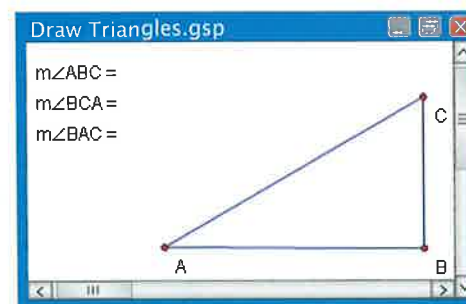 Draw Triangles.gsp
m∠ABC =
m∠BCA =
m∠BAC =
C
A
B